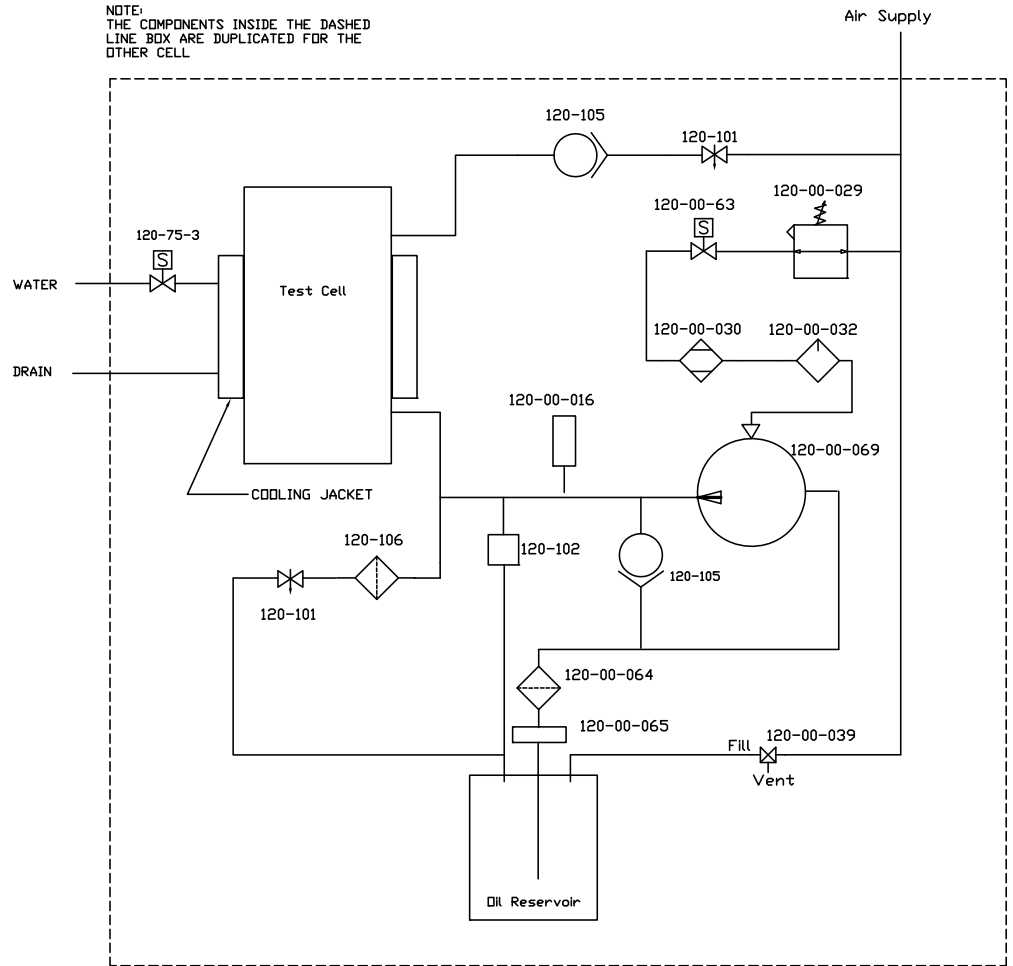 NOTE:
THE COMPONENTS INSIDE THE DASHED
LINE BOX ARE DUPLICATED FOR THE
OTHER CELL
Air Supply
120-105
120-101
120-00-029
120-00-63
S
120-75-3
S
WATER
Test Cell
120-00-030
120-00-032
DRAIN
120-00-016
120-00-069
COOLING JACKET
120-106
120-102
120-105
120-101
120-00-064
120-00-065
120-00-039
Fill
Vent
Oil Reservoir